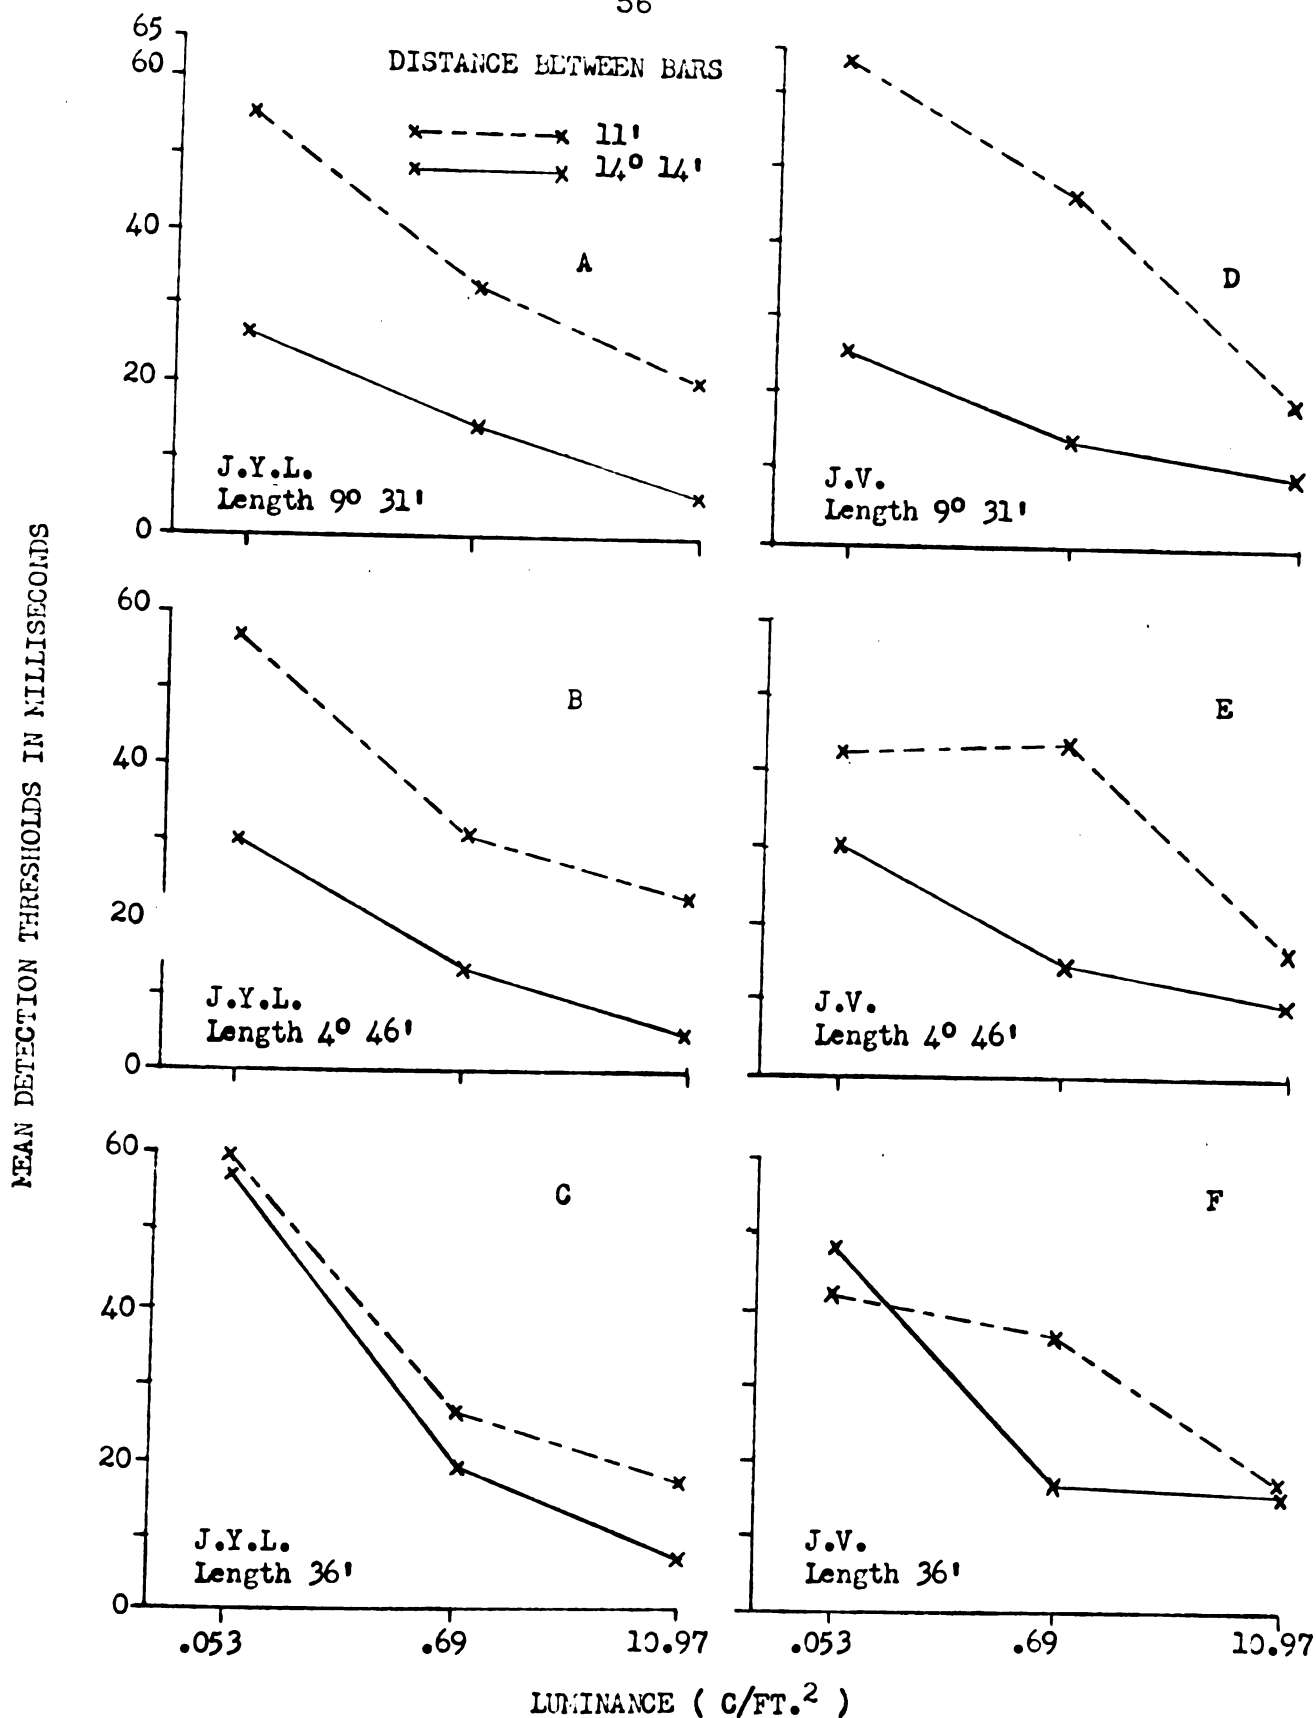 56
65
60
DISTANCE BETWEEN BARS
11'
14° 14'
40
A
D
20
J.Y.L.
Length 9° 31'
J.V.
Length 9° 31'
0
MEAN DETECTION THRESHOLDS IN MILLISECONDS
60
B
E
40
20
J.Y.L.
Length 4° 46'
J.V.
Length 4° 46'
0
60
C
F
40
20
J.Y.L.
Length 36'
J.V.
Length 36'
0
.053 .69 10.97 .053 .69 10.97
LUMINANCE ( C/FT.² )